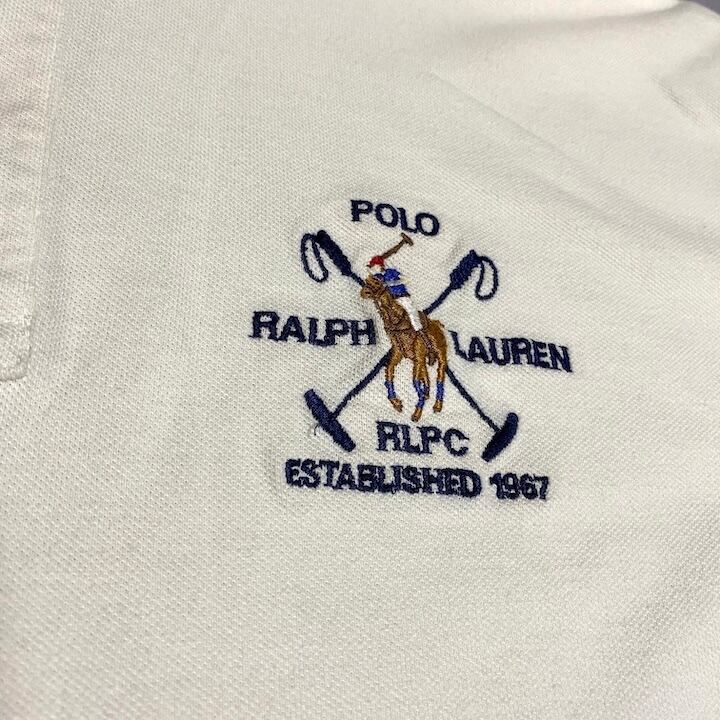 POLO
RALPH LAUREN
RLPC
ESTABLISHED 1967